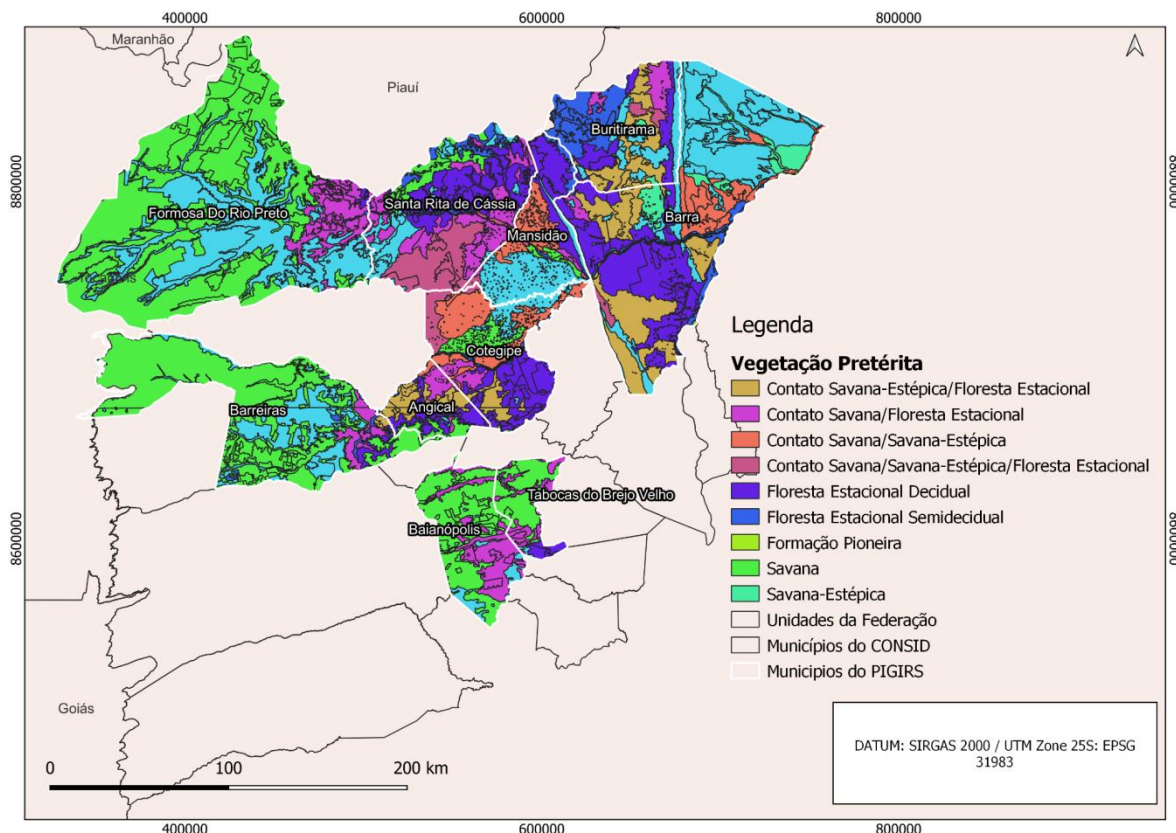 400000 600000 800000
Maranhão
Piauí
Buritirama
8800000 8800000
Santa Rita de Cássia
Formosa Do Rio Preto
Barra
Mansidão
Legenda
Vegetação Pretérita
Cotegipe
Contato Savana-Estépica/Floresta Estacional
Angical
Barreiras
Contato Savana/Floresta Estacional
Contato Savana/Savana-Estépica
Contato Savana/Savana-Estépica/Floresta Estacional
Tabocas do Brejo Velho
Floresta Estacional Decidual
Baianópolis
Floresta Estacional Semidecidual
8600000 8600000
Formação Pioneira
Savana
Savana-Estépica
Unidades da Federação
Municípios do CONSID
Municipios do PIGIRS
Goiás
DATUM: SIRGAS 2000 / UTM Zone 25S: EPSG
31983
0 100 200 km
400000 600000 800000